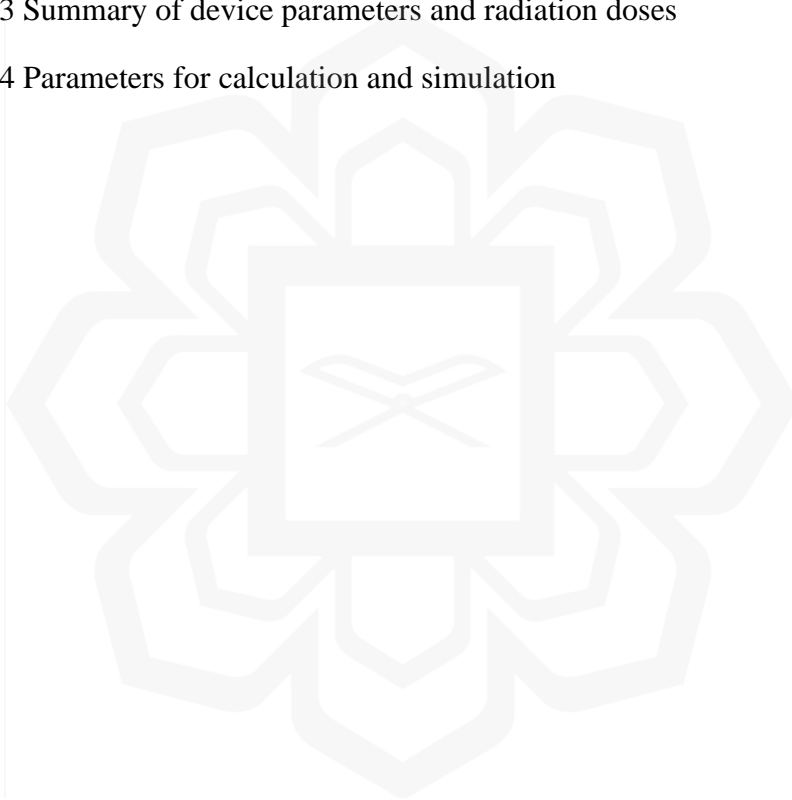 3 Summary of device parameters and radiation doses
4 Parameters for calculation and simulation